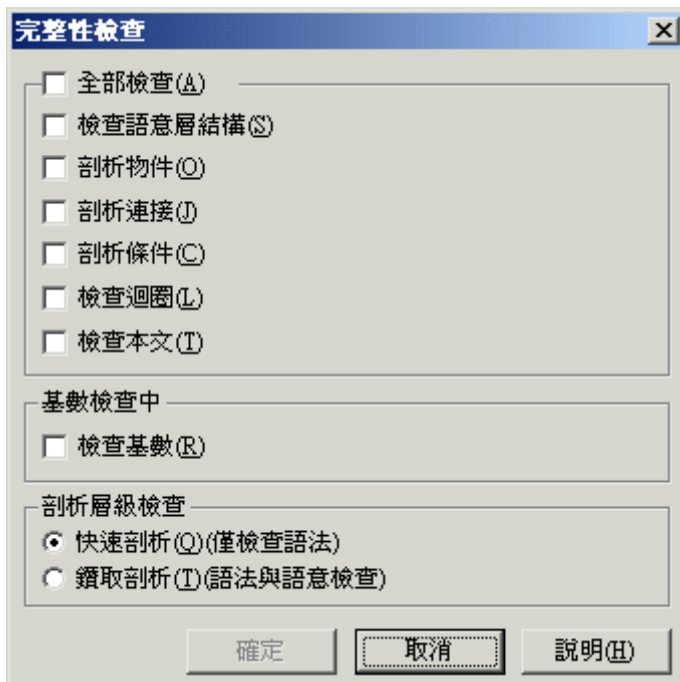 完整性檢查
全部檢查(A)
檢查語意層結構(S)
剖析物件(O)
剖析連接(J)
剖析條件(C)
檢查迴圈(L)
檢查本文(T)
基數檢查中
檢查基數(R)
剖析層級檢查
快速剖析(Q)(僅檢查語法)
鑽取剖析(T)(語法與語意檢查)
確定 取消 說明(H)